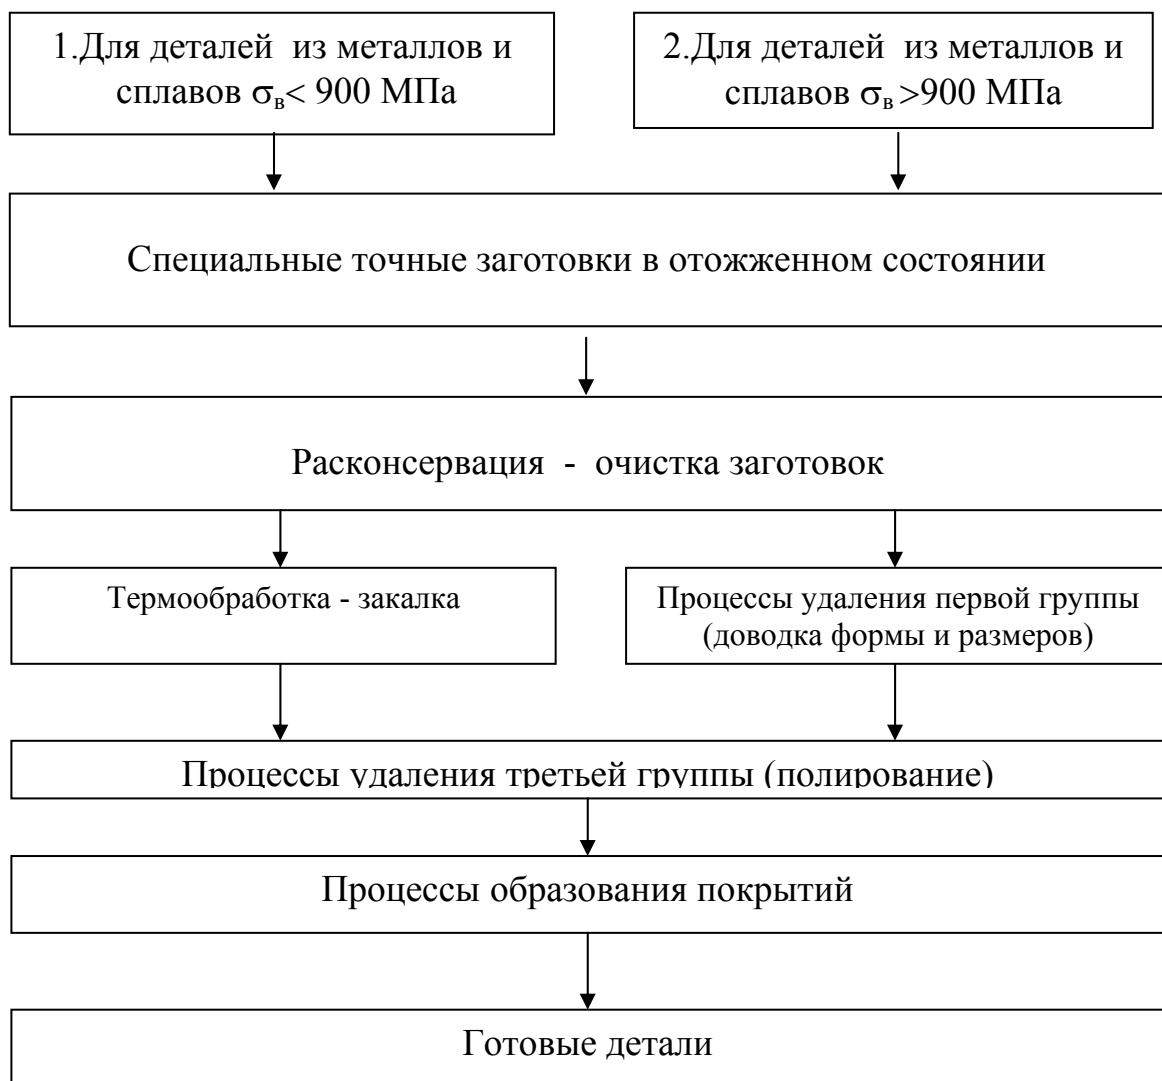 1.Для деталей из металлов и
сплавов σв< 900 МПа
2.Для деталей из металлов и
сплавов σв >900 МПа
Специальные точные заготовки в отожженном состоянии
Расконсервация - очистка заготовок
Термообработка - закалка
Процессы удаления первой группы
(доводка формы и размеров)
Процессы удаления третьей группы (полирование)
Процессы образования покрытий
Готовые детали